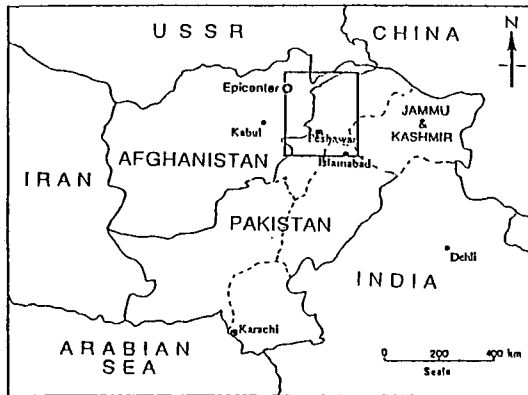 USSR
CHINA
N
Epicenter
JAMMU
&
KASHMIR
Kabul
Peshawar
Islamabad
AFGHANISTAN
IRAN
PAKISTAN
Dehli
INDIA
Karachi
ARABIAN
SEA
0 200 400 km
Scale